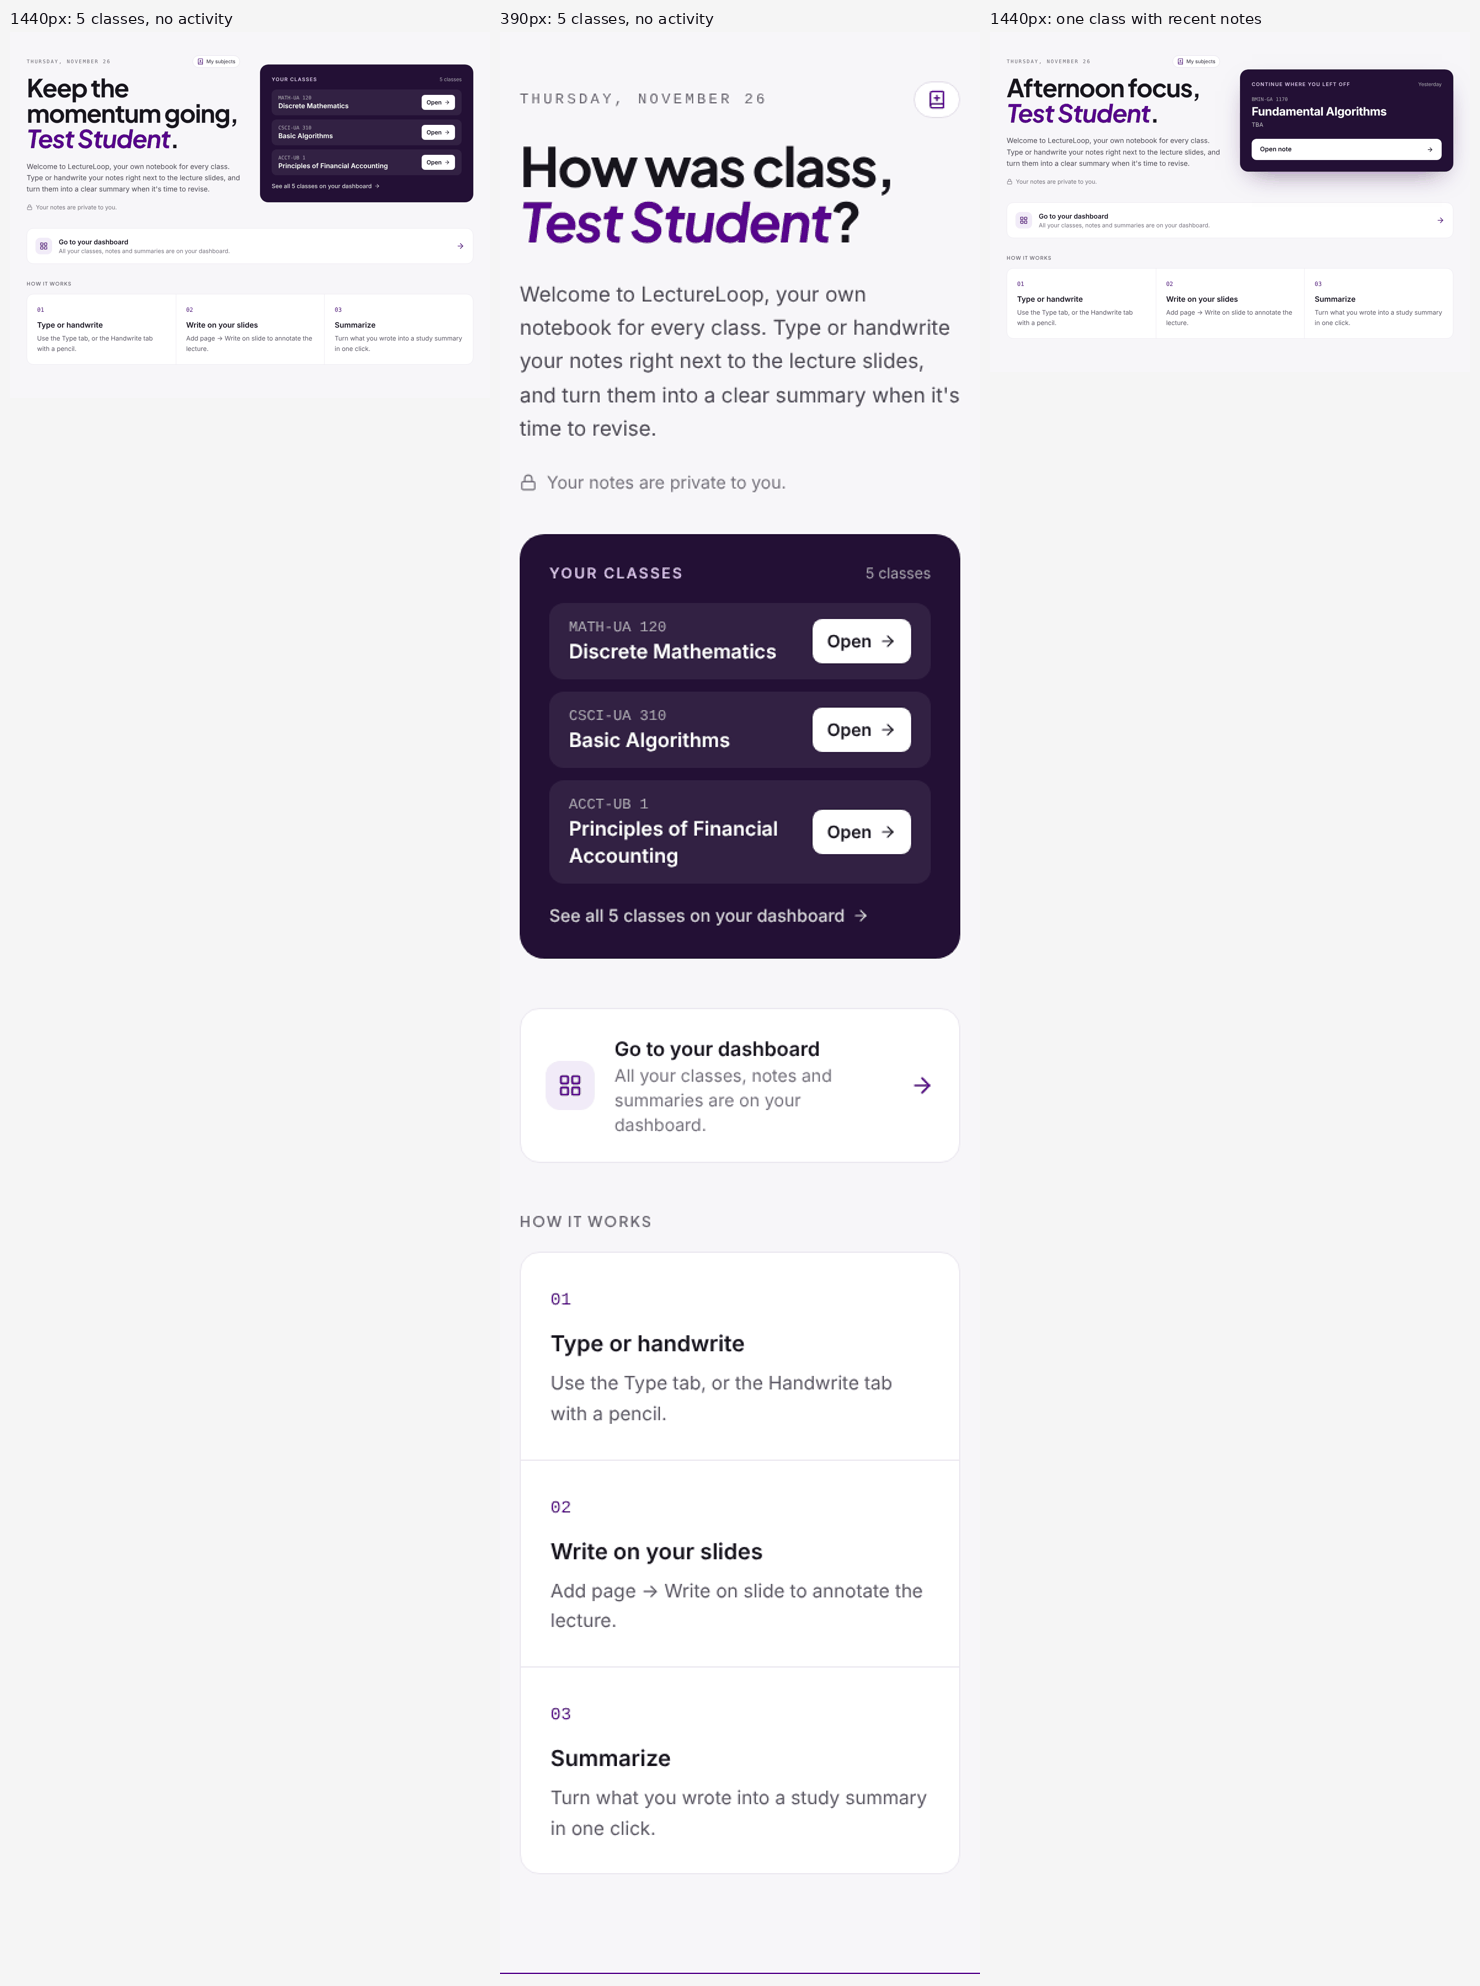 1440px: 5 classes, no activity
THURSDAY, NOVEMBER 26
My subjects
Keep the
momentum going,
Test Student.
Welcome to LectureLoop, your own notebook for every class.
Type or handwrite your notes right next to the lecture slides, and
turn them into a clear summary when it's time to revise.
Your notes are private to you.
YOUR CLASSES
5 classes
MATH-UA 120
Discrete Mathematics
Open →
CSCI-UA 310
Basic Algorithms
Open →
ACCT-UB 1
Principles of Financial Accounting
Open →
See all 5 classes on your dashboard →
Go to your dashboard
All your classes, notes and summaries are on your dashboard.
→
HOW IT WORKS
01
Type or handwrite
Use the Type tab, or the Handwrite tab
with a pencil.
02
Write on your slides
Add page → Write on slide to annotate the
lecture.
03
Summarize
Turn what you wrote into a study summary
in one click.
390px: 5 classes, no activity
THURSDAY, NOVEMBER 26
How was class,
Test Student?
Welcome to LectureLoop, your own
notebook for every class. Type or handwrite
your notes right next to the lecture slides,
and turn them into a clear summary when it's
time to revise.
Your notes are private to you.
YOUR CLASSES
5 classes
MATH-UA 120
Discrete Mathematics
Open →
CSCI-UA 310
Basic Algorithms
Open →
ACCT-UB 1
Principles of Financial
Accounting
Open →
See all 5 classes on your dashboard →
Go to your dashboard
All your classes, notes and
summaries are on your
dashboard.
→
HOW IT WORKS
01
Type or handwrite
Use the Type tab, or the Handwrite tab
with a pencil.
02
Write on your slides
Add page → Write on slide to annotate the
lecture.
03
Summarize
Turn what you wrote into a study summary
in one click.
1440px: one class with recent notes
THURSDAY, NOVEMBER 26
My subjects
Afternoon focus,
Test Student.
Welcome to LectureLoop, your own notebook for every class.
Type or handwrite your notes right next to the lecture slides, and
turn them into a clear summary when it's time to revise.
Your notes are private to you.
CONTINUE WHERE YOU LEFT OFF
Yesterday
BMIN-GA 1170
Fundamental Algorithms
TBA
Open note →
Go to your dashboard
All your classes, notes and summaries are on your dashboard.
→
HOW IT WORKS
01
Type or handwrite
Use the Type tab, or the Handwrite tab
with a pencil.
02
Write on your slides
Add page → Write on slide to annotate the
lecture.
03
Summarize
Turn what you wrote into a study summary
in one click.